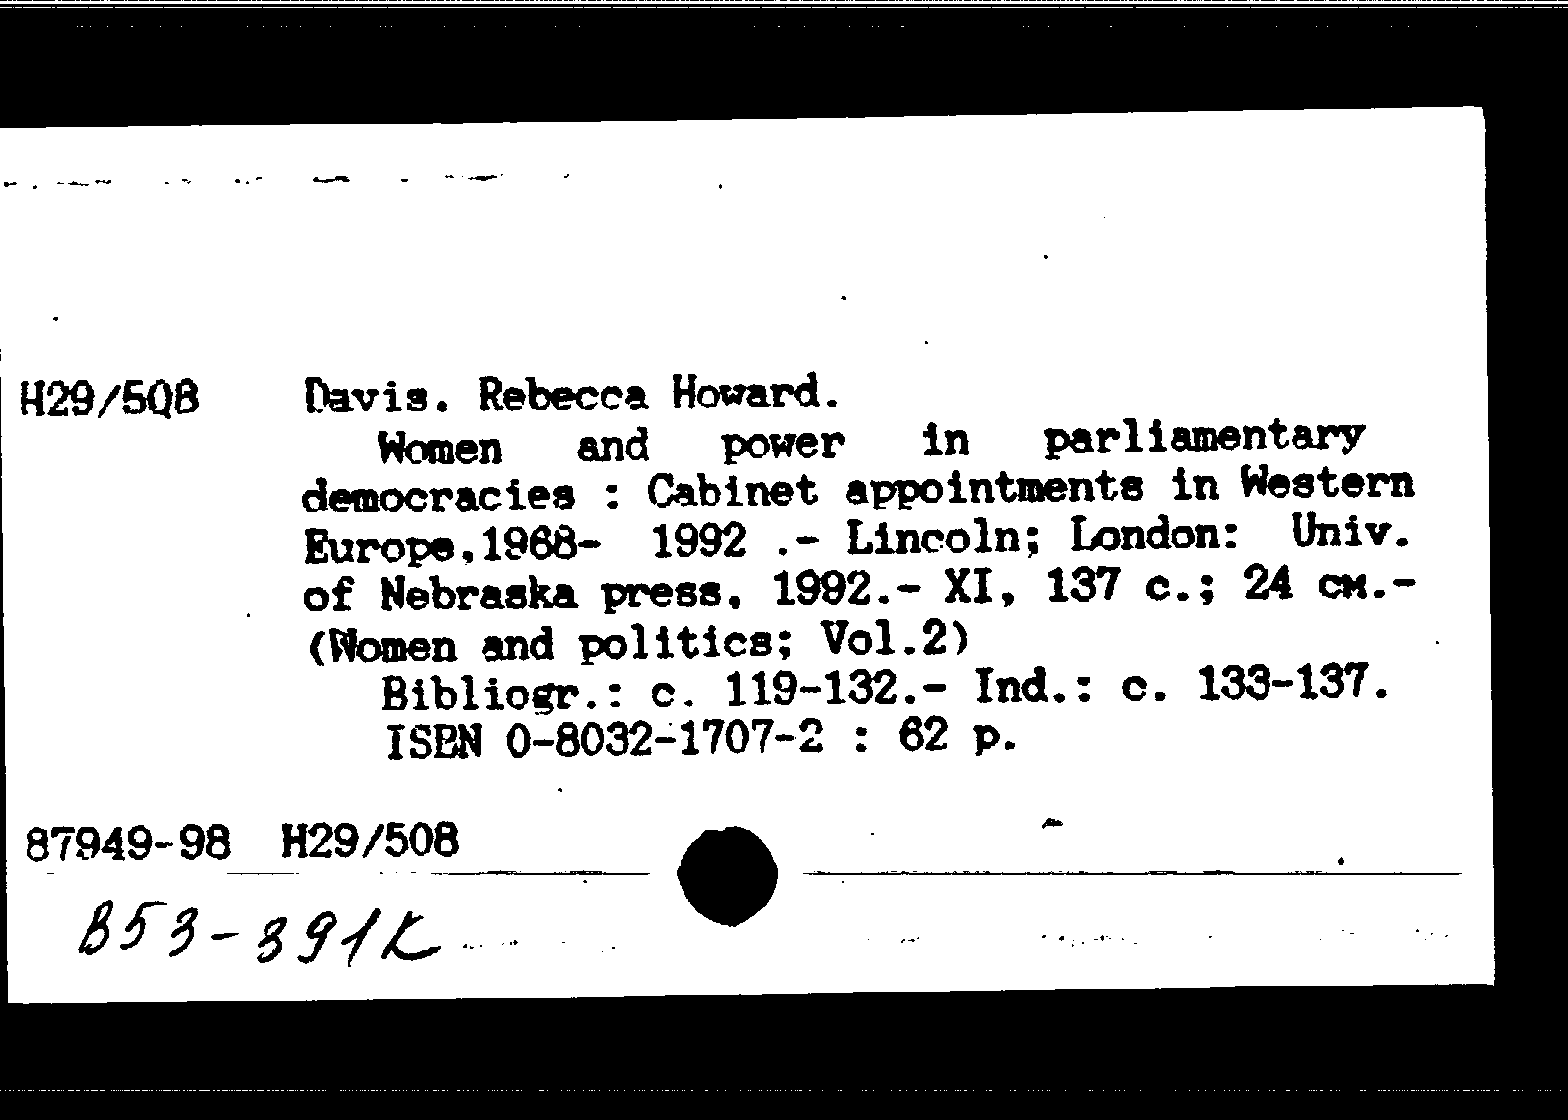 H29/508 Davis. Rebecca Howard.
Women and power in parliamentary
democracies : Cabinet appointments in Western
Europe,1968- 1992 .- Lincoln; London: Univ.
of Nebraska press, 1992.- XI, 137 с.; 24 см.-
(Women and politics; Vol.2)
Bibliogr.: с. 119-132.- Ind.: с. 133-137.
ISBN 0-8032-1707-2 : 62 р.
87949-98 H29/508
В53-391К